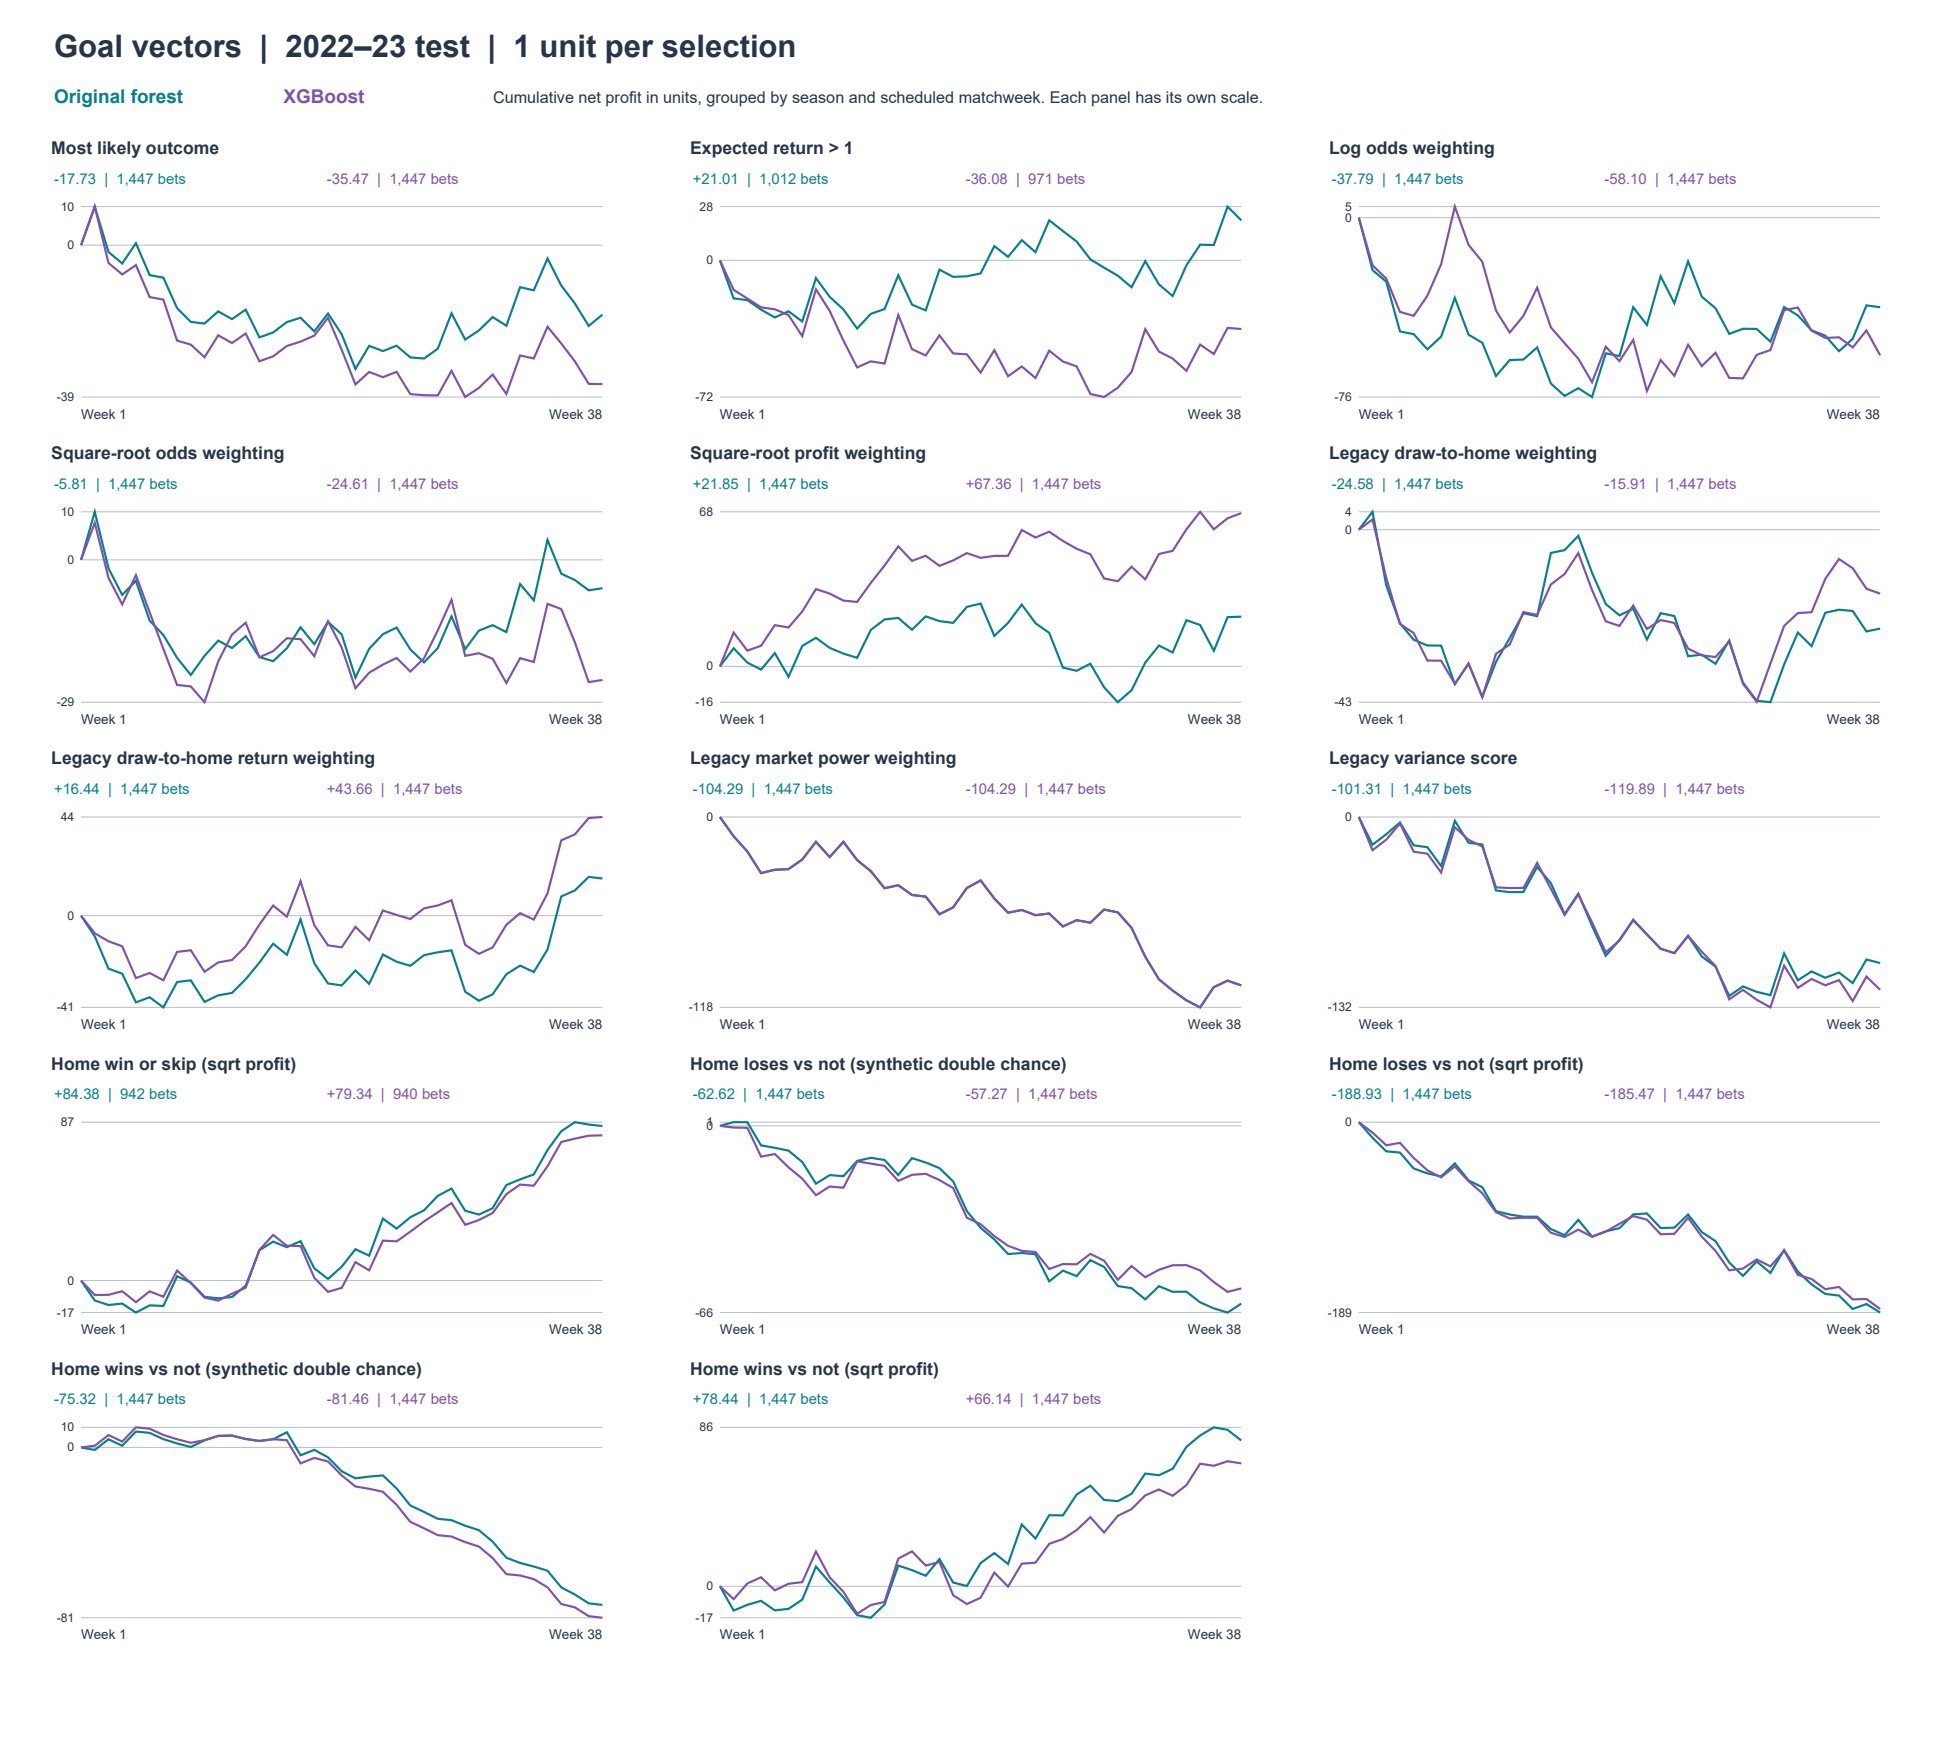 Goal vectors | 2022–23 test | 1 unit per selection
Original forest XGBoost Cumulative net profit in units, grouped by season and scheduled matchweek. Each panel has its own scale.
Most likely outcome
-17.73 | 1,447 bets -35.47 | 1,447 bets
10
0
-39
Week 1 Week 38
Expected return > 1
+21.01 | 1,012 bets -36.08 | 971 bets
28
0
-72
Week 1 Week 38
Log odds weighting
-37.79 | 1,447 bets -58.10 | 1,447 bets
5
0
-76
Week 1 Week 38
Square-root odds weighting
-5.81 | 1,447 bets -24.61 | 1,447 bets
10
0
-29
Week 1 Week 38
Square-root profit weighting
+21.85 | 1,447 bets +67.36 | 1,447 bets
68
0
-16
Week 1 Week 38
Legacy draw-to-home weighting
-24.58 | 1,447 bets -15.91 | 1,447 bets
4
0
-43
Week 1 Week 38
Legacy draw-to-home return weighting
+16.44 | 1,447 bets +43.66 | 1,447 bets
44
0
-41
Week 1 Week 38
Legacy market power weighting
-104.29 | 1,447 bets -104.29 | 1,447 bets
0
-118
Week 1 Week 38
Legacy variance score
-101.31 | 1,447 bets -119.89 | 1,447 bets
0
-132
Week 1 Week 38
Home win or skip (sqrt profit)
+84.38 | 942 bets +79.34 | 940 bets
87
0
-17
Week 1 Week 38
Home loses vs not (synthetic double chance)
-62.62 | 1,447 bets -57.27 | 1,447 bets
1
0
-66
Week 1 Week 38
Home loses vs not (sqrt profit)
-188.93 | 1,447 bets -185.47 | 1,447 bets
0
-189
Week 1 Week 38
Home wins vs not (synthetic double chance)
-75.32 | 1,447 bets -81.46 | 1,447 bets
10
0
-81
Week 1 Week 38
Home wins vs not (sqrt profit)
+78.44 | 1,447 bets +66.14 | 1,447 bets
86
0
-17
Week 1 Week 38